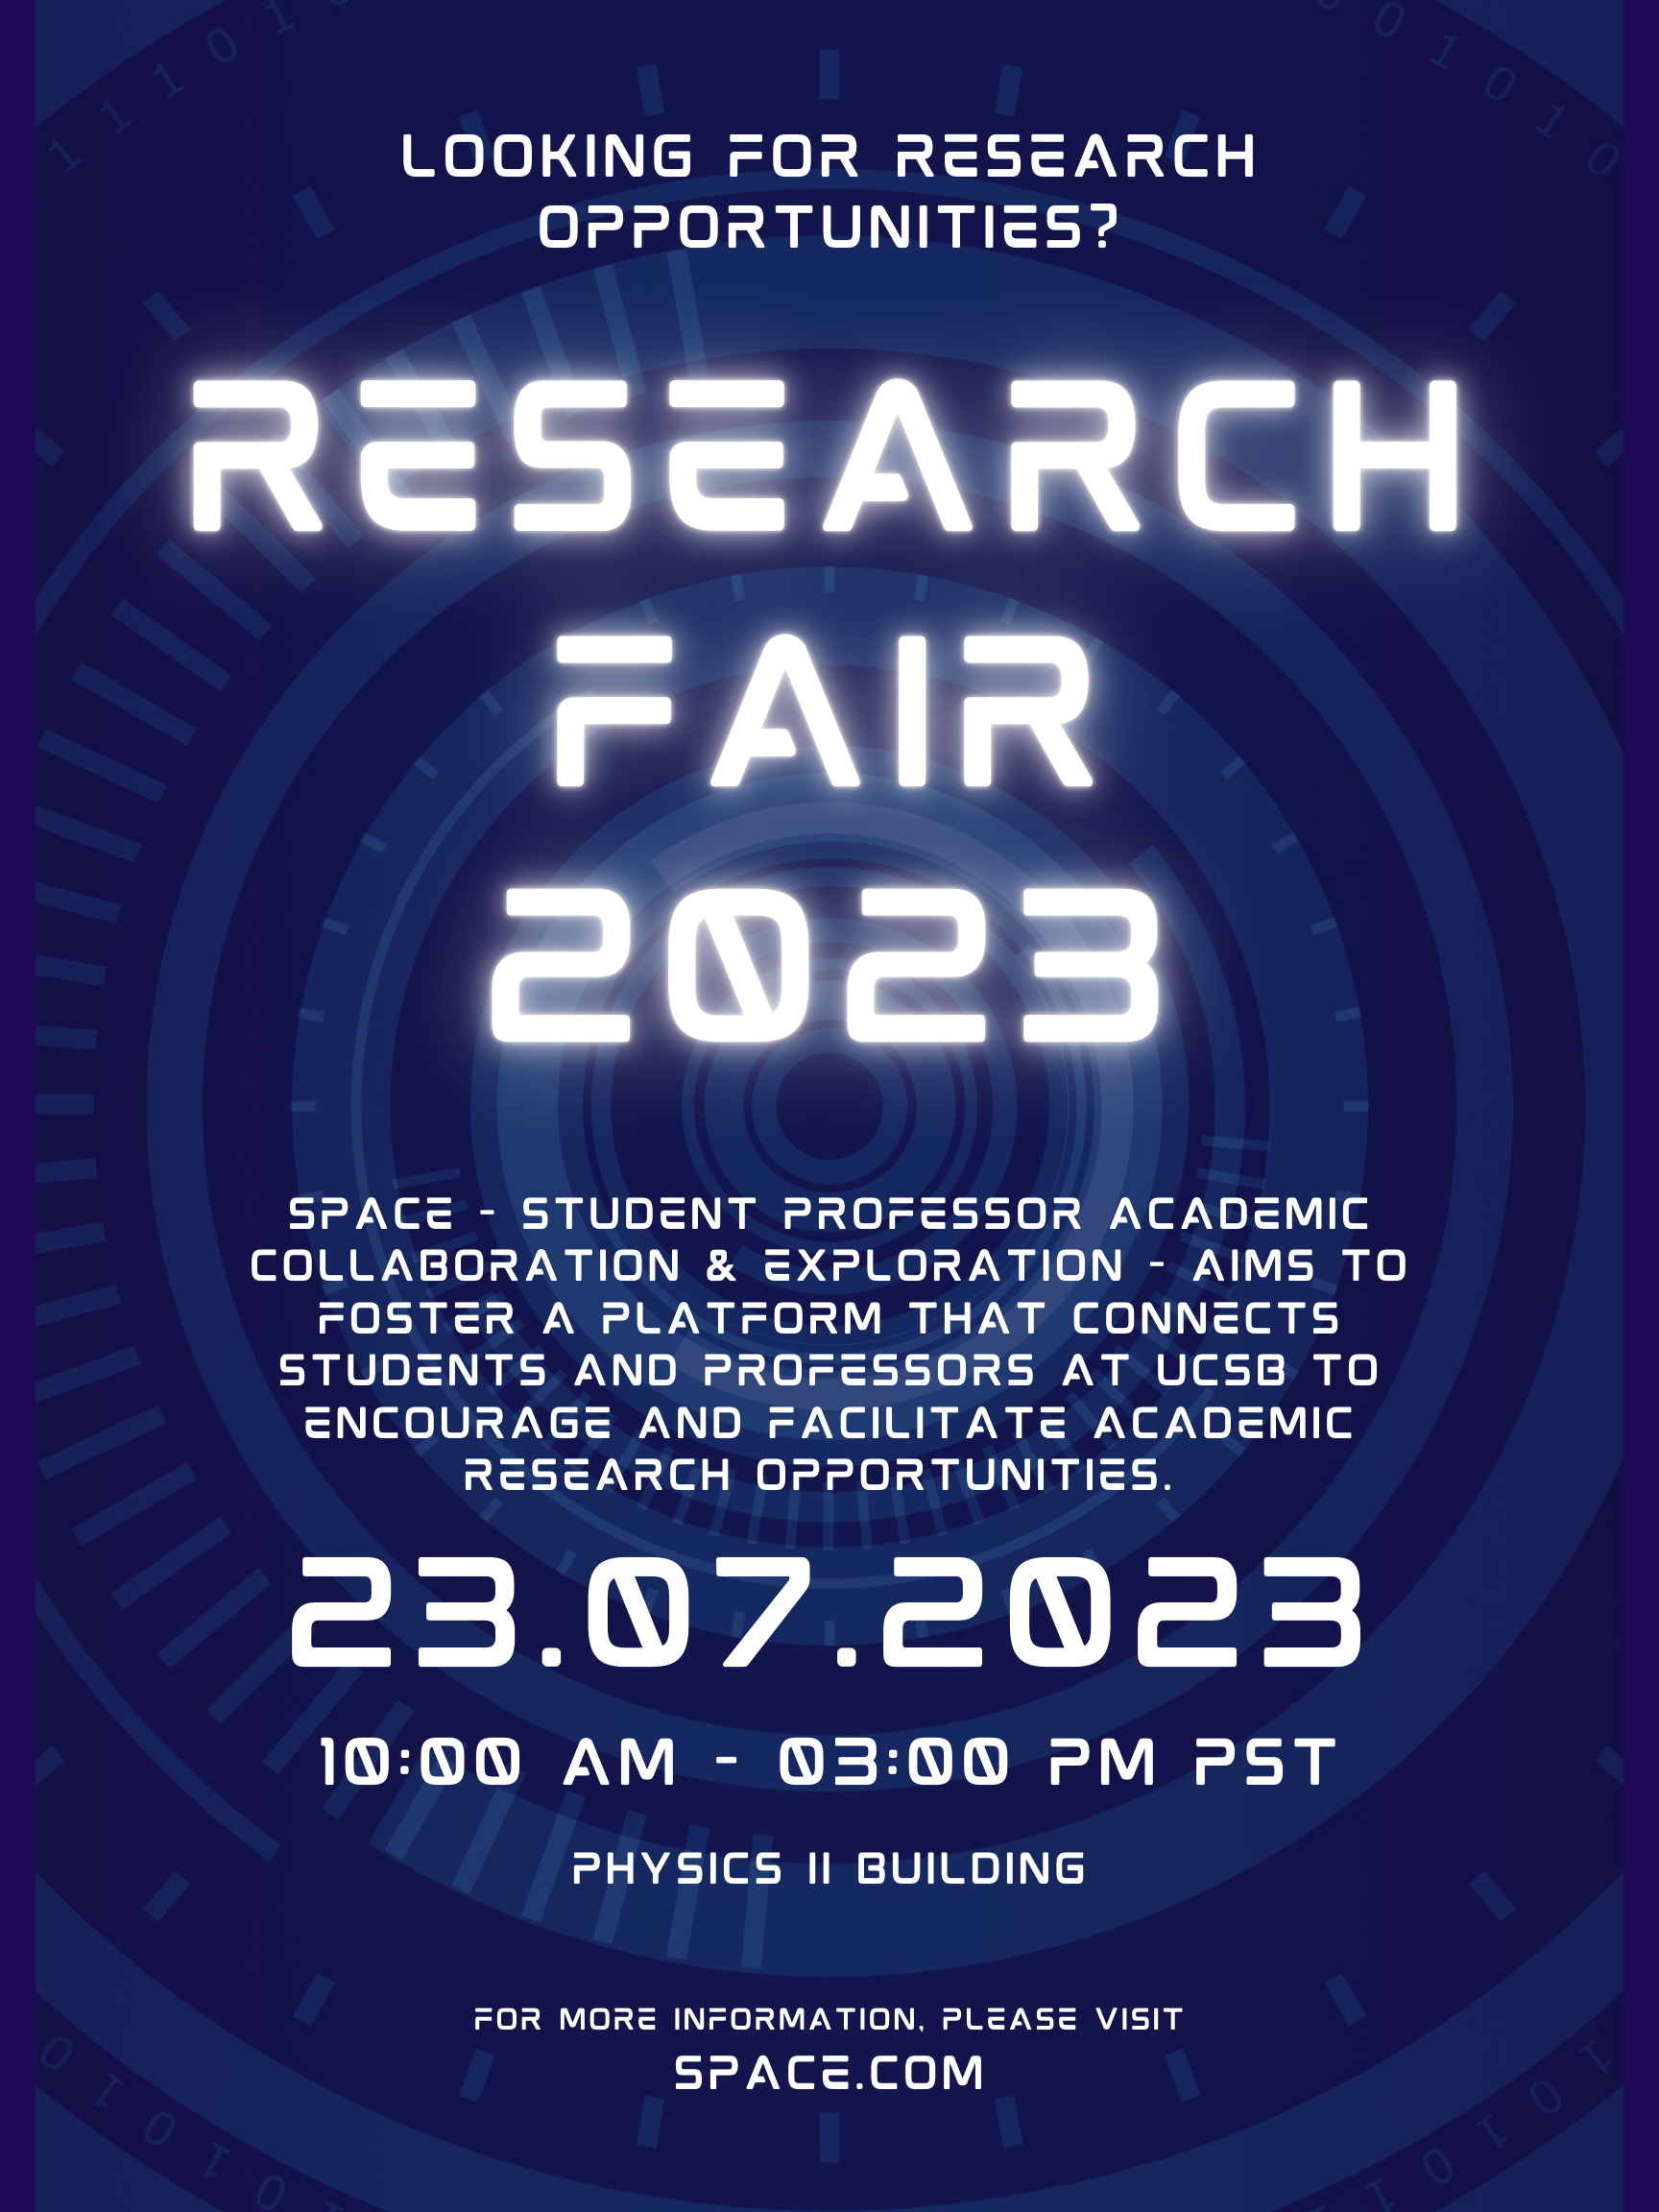 LOOKING FOR RESEARCH
OPPORTUNITIES?
RESEARCH
FAIR
2023
SPACE - STUDENT PROFESSOR ACADEMIC
COLLABORATION & EXPLORATION - AIMS TO
FOSTER A PLATFORM THAT CONNECTS
STUDENTS AND PROFESSORS AT UCSB TO
ENCOURAGE AND FACILITATE ACADEMIC
RESEARCH OPPORTUNITIES.
23.07.2023
10:00 AM - 03:00 PM PST
PHYSICS II BUILDING
FOR MORE INFORMATION, PLEASE VISIT
SPACE.COM